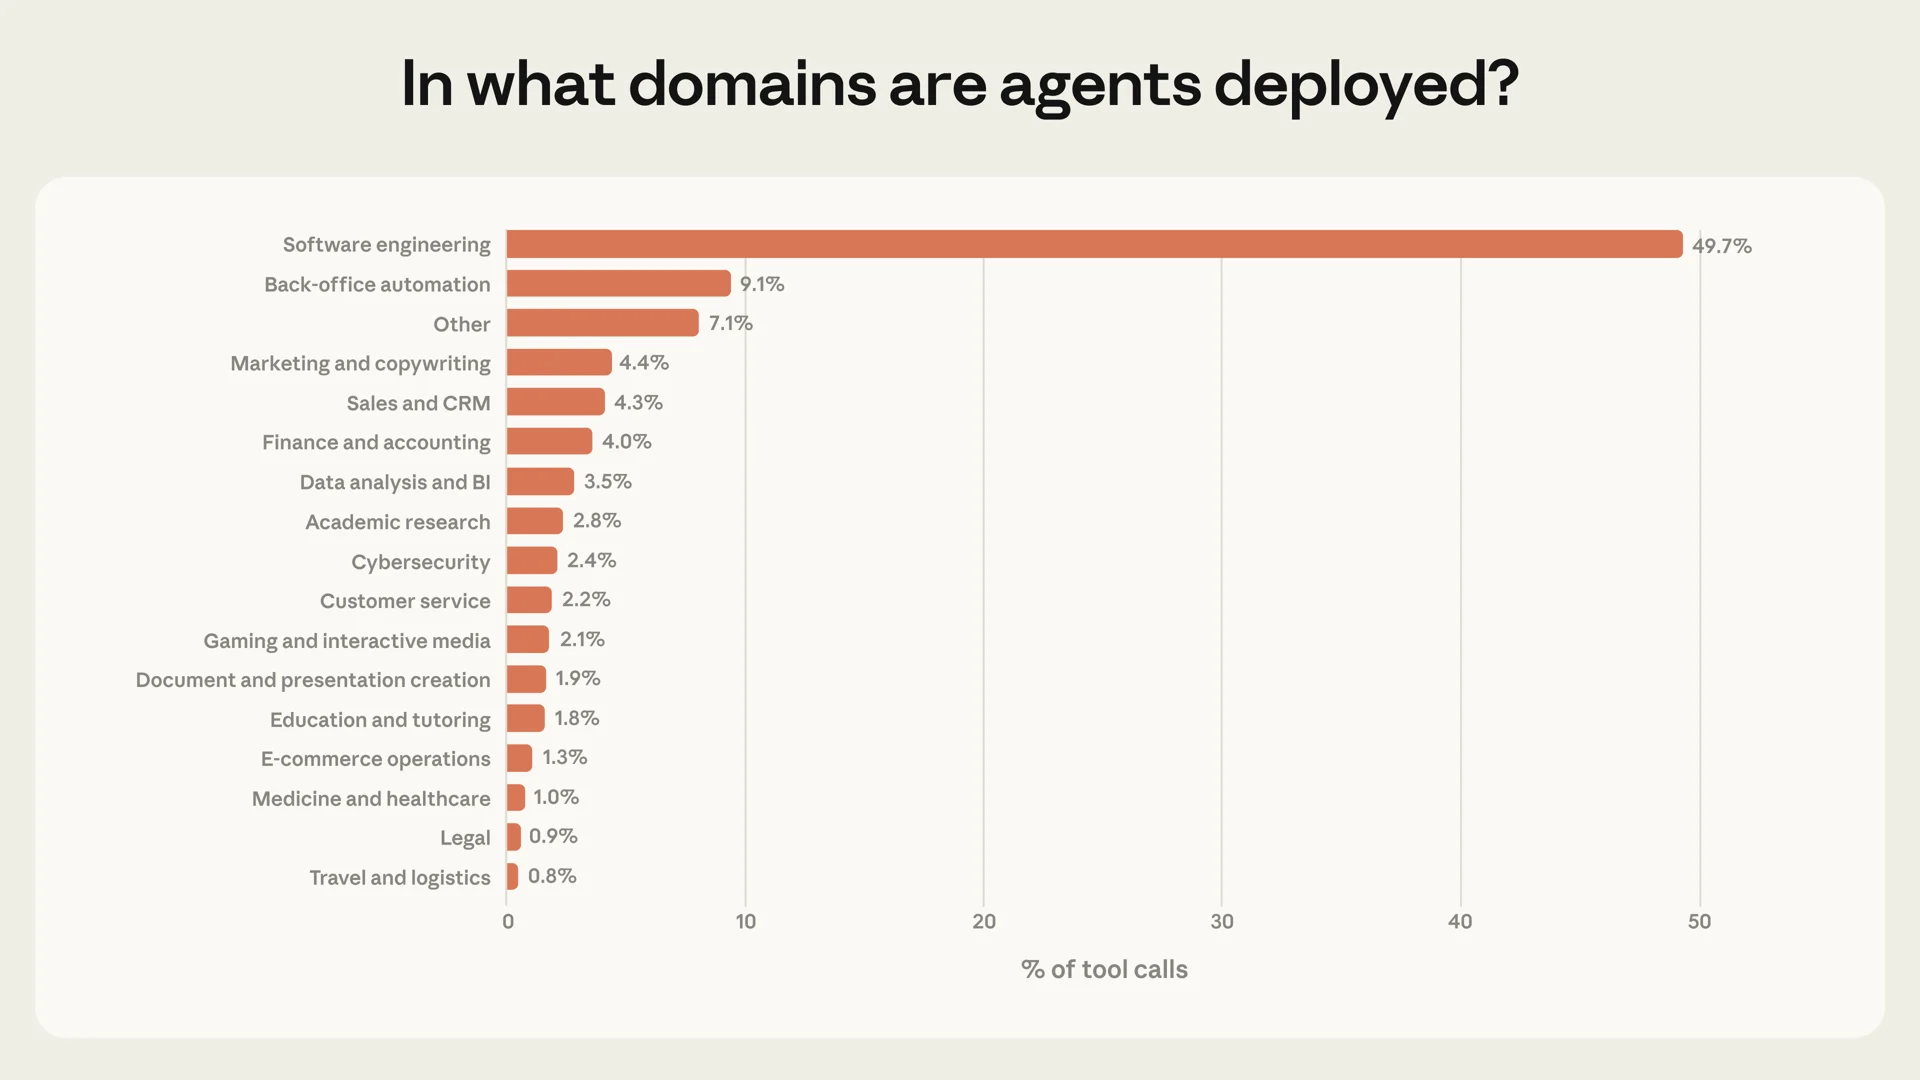 In what domains are agents deployed?
Software engineering 49.7%
Back-office automation 9.1%
Other 7.1%
Marketing and copywriting 4.4%
Sales and CRM 4.3%
Finance and accounting 4.0%
Data analysis and BI 3.5%
Academic research 2.8%
Cybersecurity 2.4%
Customer service 2.2%
Gaming and interactive media 2.1%
Document and presentation creation 1.9%
Education and tutoring 1.8%
E-commerce operations 1.3%
Medicine and healthcare 1.0%
Legal 0.9%
Travel and logistics 0.8%
0 10 20 30 40 50
% of tool calls